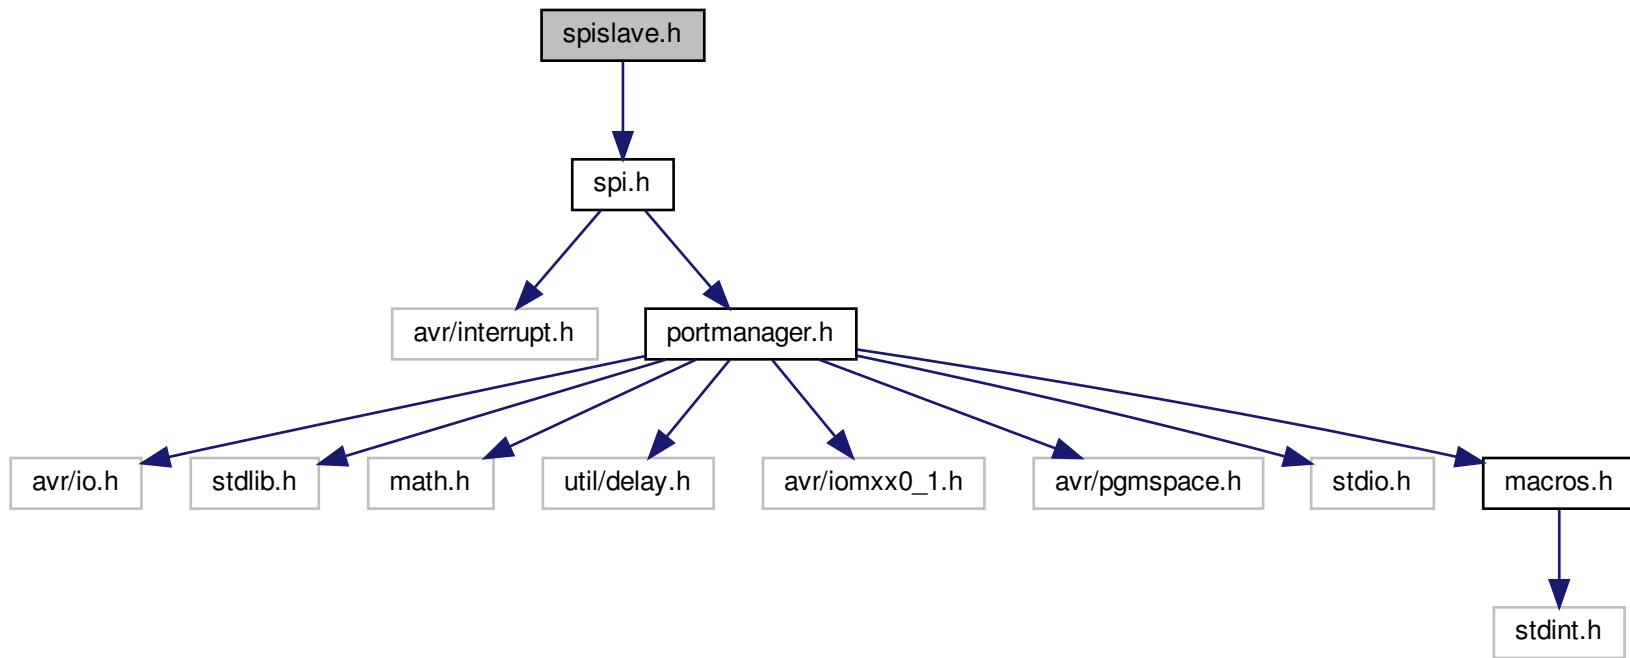 spislave.h
spi.h
avr/interrupt.h
portmanager.h
avr/io.h
stdlib.h
math.h
util/delay.h
avr/iomxx0_1.h
avr/pgmspace.h
stdio.h
macros.h
stdint.h